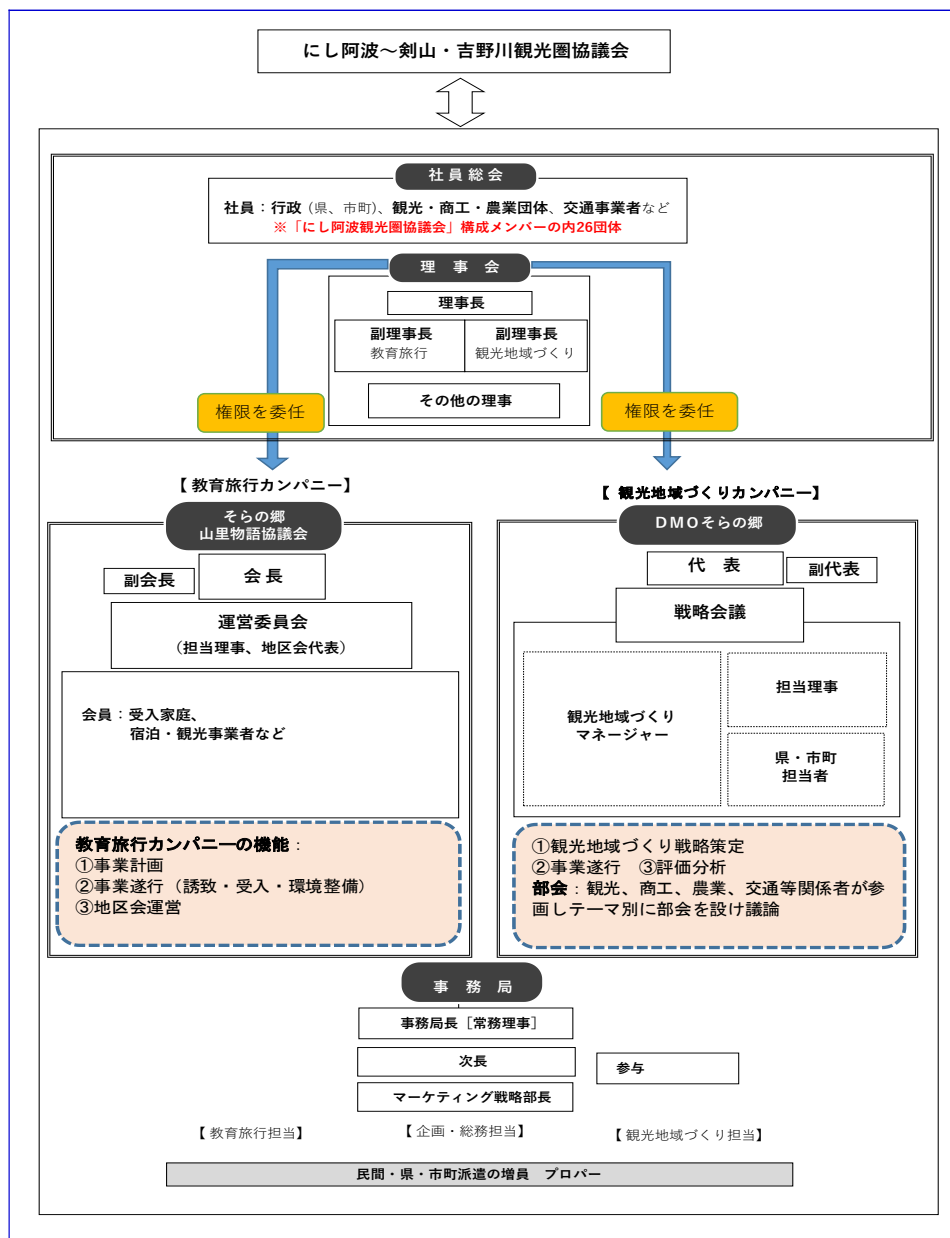 にし阿波～剣山・吉野川観光圏協議会
社員総会
社員：行政（県、市町）、観光・商工・農業団体、交通事業者など
※「にし阿波観光圏協議会」構成メンバーの内26団体
理　事　会
理事長
副理事長
教育旅行
副理事長
観光地域づくり
その他の理事
権限を委任
権限を委任
【教育旅行カンパニー】
そらの郷
山里物語協議会
副会長
会長
運営委員会
（担当理事、地区会代表）
会員：受入家庭、
宿泊・観光事業者など
教育旅行カンパニーの機能：
①事業計画
②事業遂行（誘致・受入・環境整備）
③地区会運営
【 観光地域づくりカンパニー】
DMOそらの郷
代　表
副代表
戦略会議
観光地域づくり
マネージャー
担当理事
県・市町
担当者
①観光地域づくり戦略策定
②事業遂行　③評価分析
部会：観光、商工、農業、交通等関係者が参
画しテーマ別に部会を設け議論
事　務　局
事務局長［常務理事］
次長
参与
マーケティング戦略部長
【教育旅行担当】
【企画・総務担当】
【観光地域づくり担当】
民間・県・市町派遣の増員　プロパー